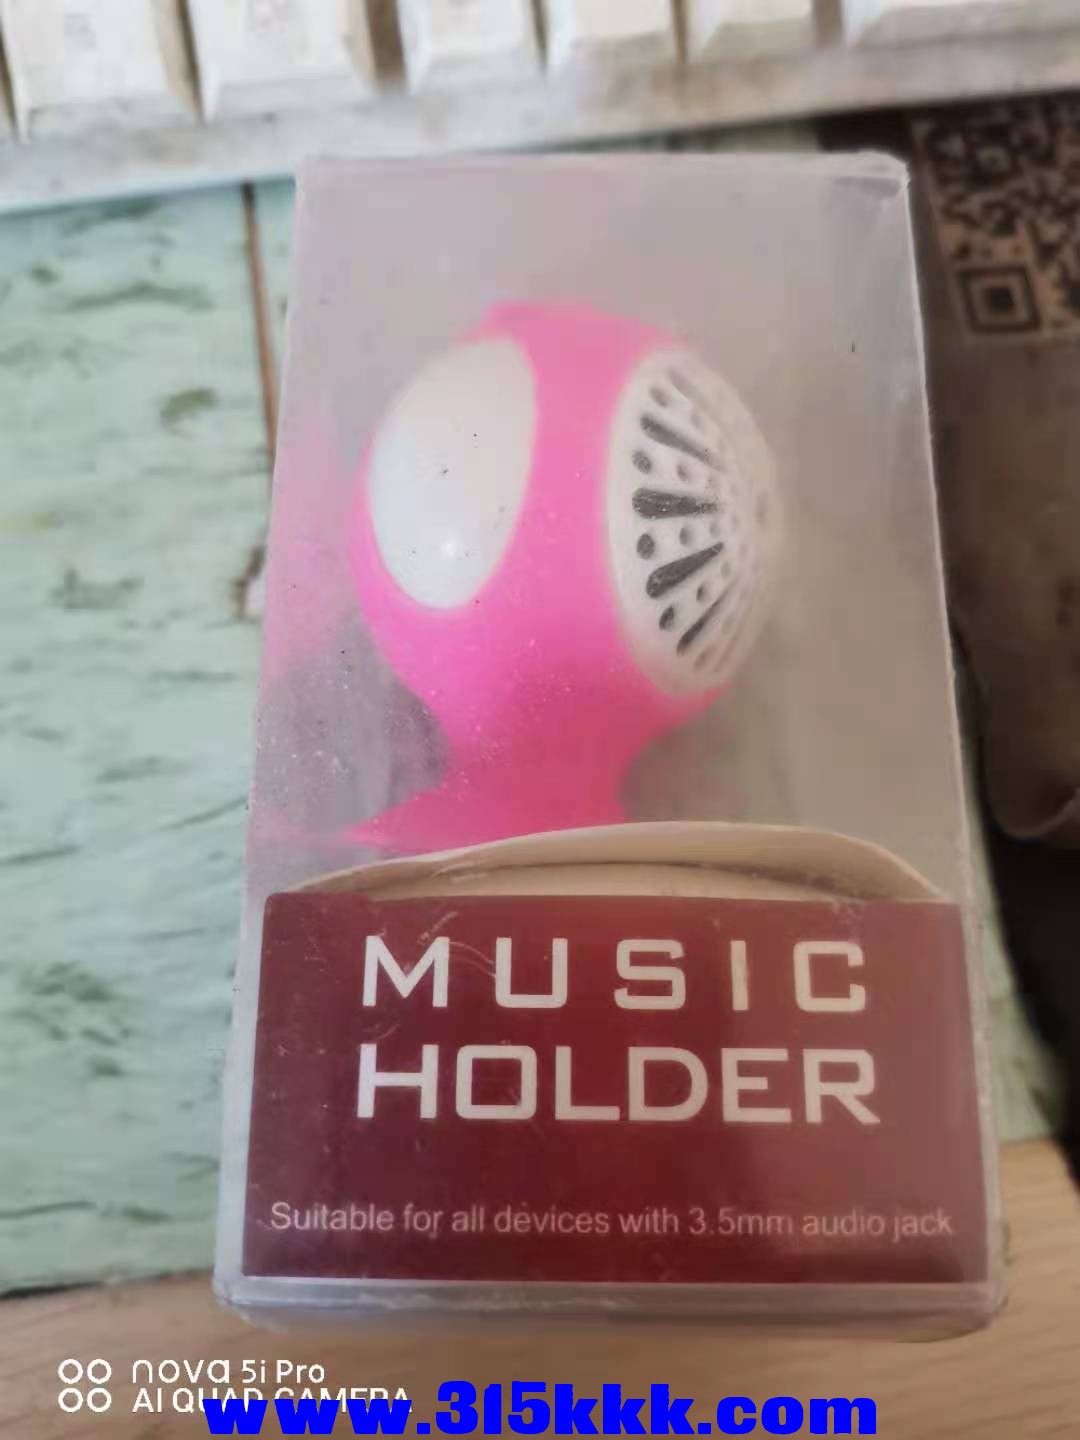 MUSIC
HOLDER
Suitable for all devices with 3.5mm audio jack
nova 5i Pro
AI QUAD CAMERA
www.315kkk.com